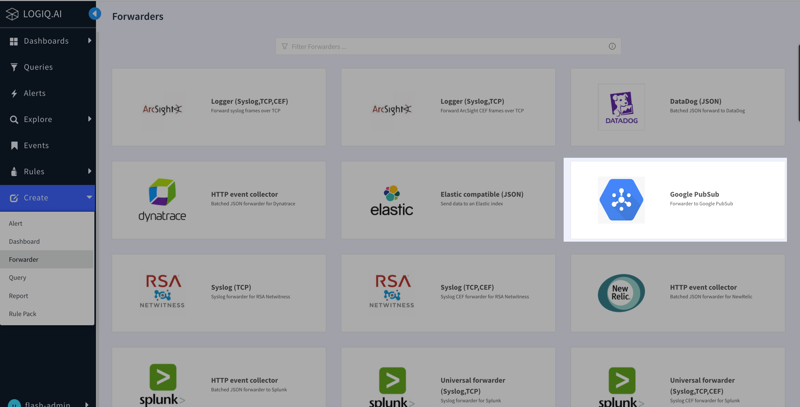 LOGIQ.AI
Dashboards
Queries
Alerts
Explore
Events
Rules
Create
Alert
Dashboard
Forwarder
Query
Report
Rule Pack
flash-admin
Forwarders
Filter forwarders ...
ArcSight
Logger (Syslog,TCP,CEF)
Forward syslog frames over TCP
ArcSight
Logger (Syslog,TCP)
Forward ArcSight CEF frames over TCP
DATADOG
DataDog (JSON)
Batched JSON forward to DataDog
dynatrace
HTTP event collector
Batched JSON forwarder for Dynatrace
elastic
Elastic compatible (JSON)
Send data to an Elastic index
Google PubSub
Forwarder to Google PubSub
RSA
NETWITNESS
Syslog (TCP)
Syslog forwarder for RSA Netwitness
RSA
NETWITNESS
Syslog (TCP,CEF)
Syslog CEF forwarder for RSA Netwitness
New
Relic.
HTTP event collector
Batched JSON forwarder for NewRelic
splunk>
HTTP event collector
Batched JSON forwarder to Splunk
splunk>
Universal forwarder
(Syslog,TCP)
Syslog forwarder to Splunk
splunk>
Universal forwarder
(Syslog,TCP,CEF)
Syslog CEF forwarder to Splunk